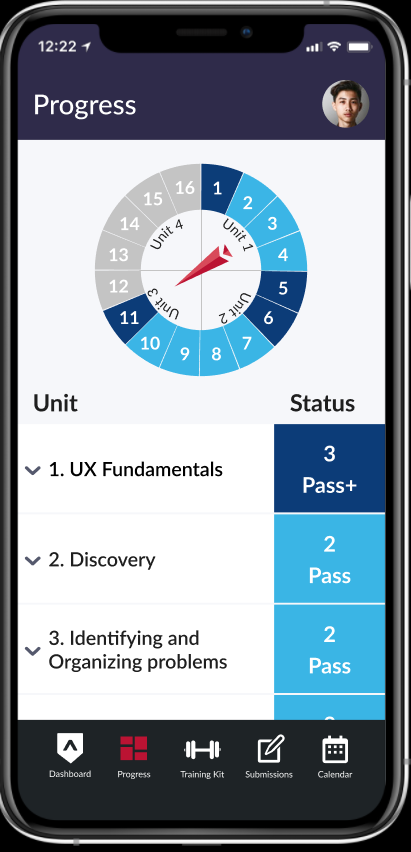 12:22
Progress
1
2
3
4
5
6
7
8
9
10
11
12
13
14
15
16
Unit 1
Unit 2
Unit 3
Unit 4
Unit
Status
1. UX Fundamentals
3
Pass+
2. Discovery
2
Pass
3. Identifying and
Organizing problems
2
Pass
Dashboard
Progress
Training Kit
Submissions
Calendar